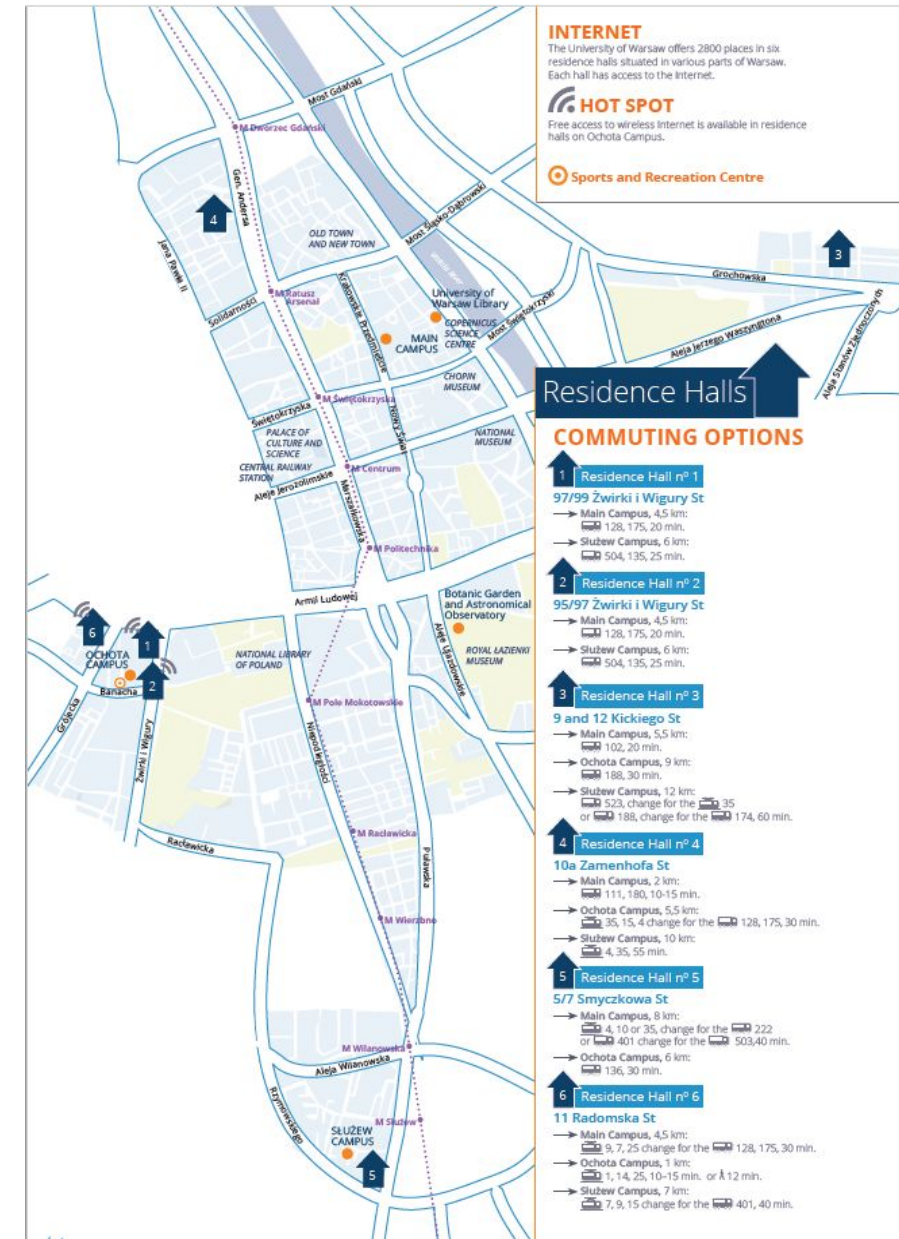 INTERNET
The University of Warsaw offers 2800 places in six
residence halls situated in various parts of Warsaw.
Each hall has access to the Internet.
HOT SPOT
Free access to wireless Internet is available in residence
halls on Ochota Campus.
Sports and Recreation Centre
Most Gdański
M Dworzec Gdański
Gen. Andersa
4
OLD TOWN
AND NEW TOWN
Most Śląsko-Dąbrowski
Jana Pawła II
3
Grochowska
M Ratusz
Arsenał
Solidarności
Krakowskie Przedmieście
University of
Warsaw Library
COPERNICUS
SCIENCE
CENTRE
MAIN
CAMPUS
Most Świętokrzyski
Aleja Jerzego Waszyngtona
Aleja Stanów Zjednoczonych
CHOPIN
MUSEUM
M Świętokrzyska
Świętokrzyska
Nowy Świat
PALACE OF
CULTURE AND
SCIENCE
NATIONAL
MUSEUM
CENTRAL RAILWAY
STATION
M Centrum
Aleje Jerozolimskie
Marszałkowska
M Politechnika
Armii Ludowej
Botanic Garden
and Astronomical
Observatory
Aleje Ujazdowskie
ROYAL ŁAZIENKI
MUSEUM
6
1
OCHOTA
CAMPUS
2
Banacha
NATIONAL LIBRARY
OF POLAND
Grójecka
Żwirki i Wigury
M Pole Mokotowskie
Niepodległości
Racławicka
M Racławicka
Puławska
M Wierzbno
M Wilanowska
Aleja Wilanowska
Rzymowskiego
M Służew
SŁUŻEW
CAMPUS
5
Residence Halls
COMMUTING OPTIONS
1 Residence Hall nº 1
97/99 Żwirki i Wigury St
Main Campus, 4,5 km:
128, 175, 20 min.
Służew Campus, 6 km:
504, 135, 25 min.
2 Residence Hall nº 2
95/97 Żwirki i Wigury St
Main Campus, 4,5 km:
128, 175, 20 min.
Służew Campus, 6 km:
504, 135, 25 min.
3 Residence Hall nº 3
9 and 12 Kickiego St
Main Campus, 5,5 km:
102, 20 min.
Ochota Campus, 9 km:
188, 30 min.
Służew Campus, 12 km:
523, change for the 35
or 188, change for the 174, 60 min.
4 Residence Hall nº 4
10a Zamenhofa St
Main Campus, 2 km:
111, 180, 10-15 min.
Ochota Campus, 5,5 km:
35, 15, 4 change for the 128, 175, 30 min.
Służew Campus, 10 km:
4, 35, 55 min.
5 Residence Hall nº 5
5/7 Smyczkowa St
Main Campus, 8 km:
4, 10 or 35, change for the 222
or 401 change for the 503,40 min.
Ochota Campus, 6 km:
136, 30 min.
6 Residence Hall nº 6
11 Radomska St
Main Campus, 4,5 km:
9, 7, 25 change for the 128, 175, 30 min.
Ochota Campus, 1 km:
1, 14, 25, 10–15 min. or 12 min.
Służew Campus, 7 km:
7, 9, 15 change for the 401, 40 min.